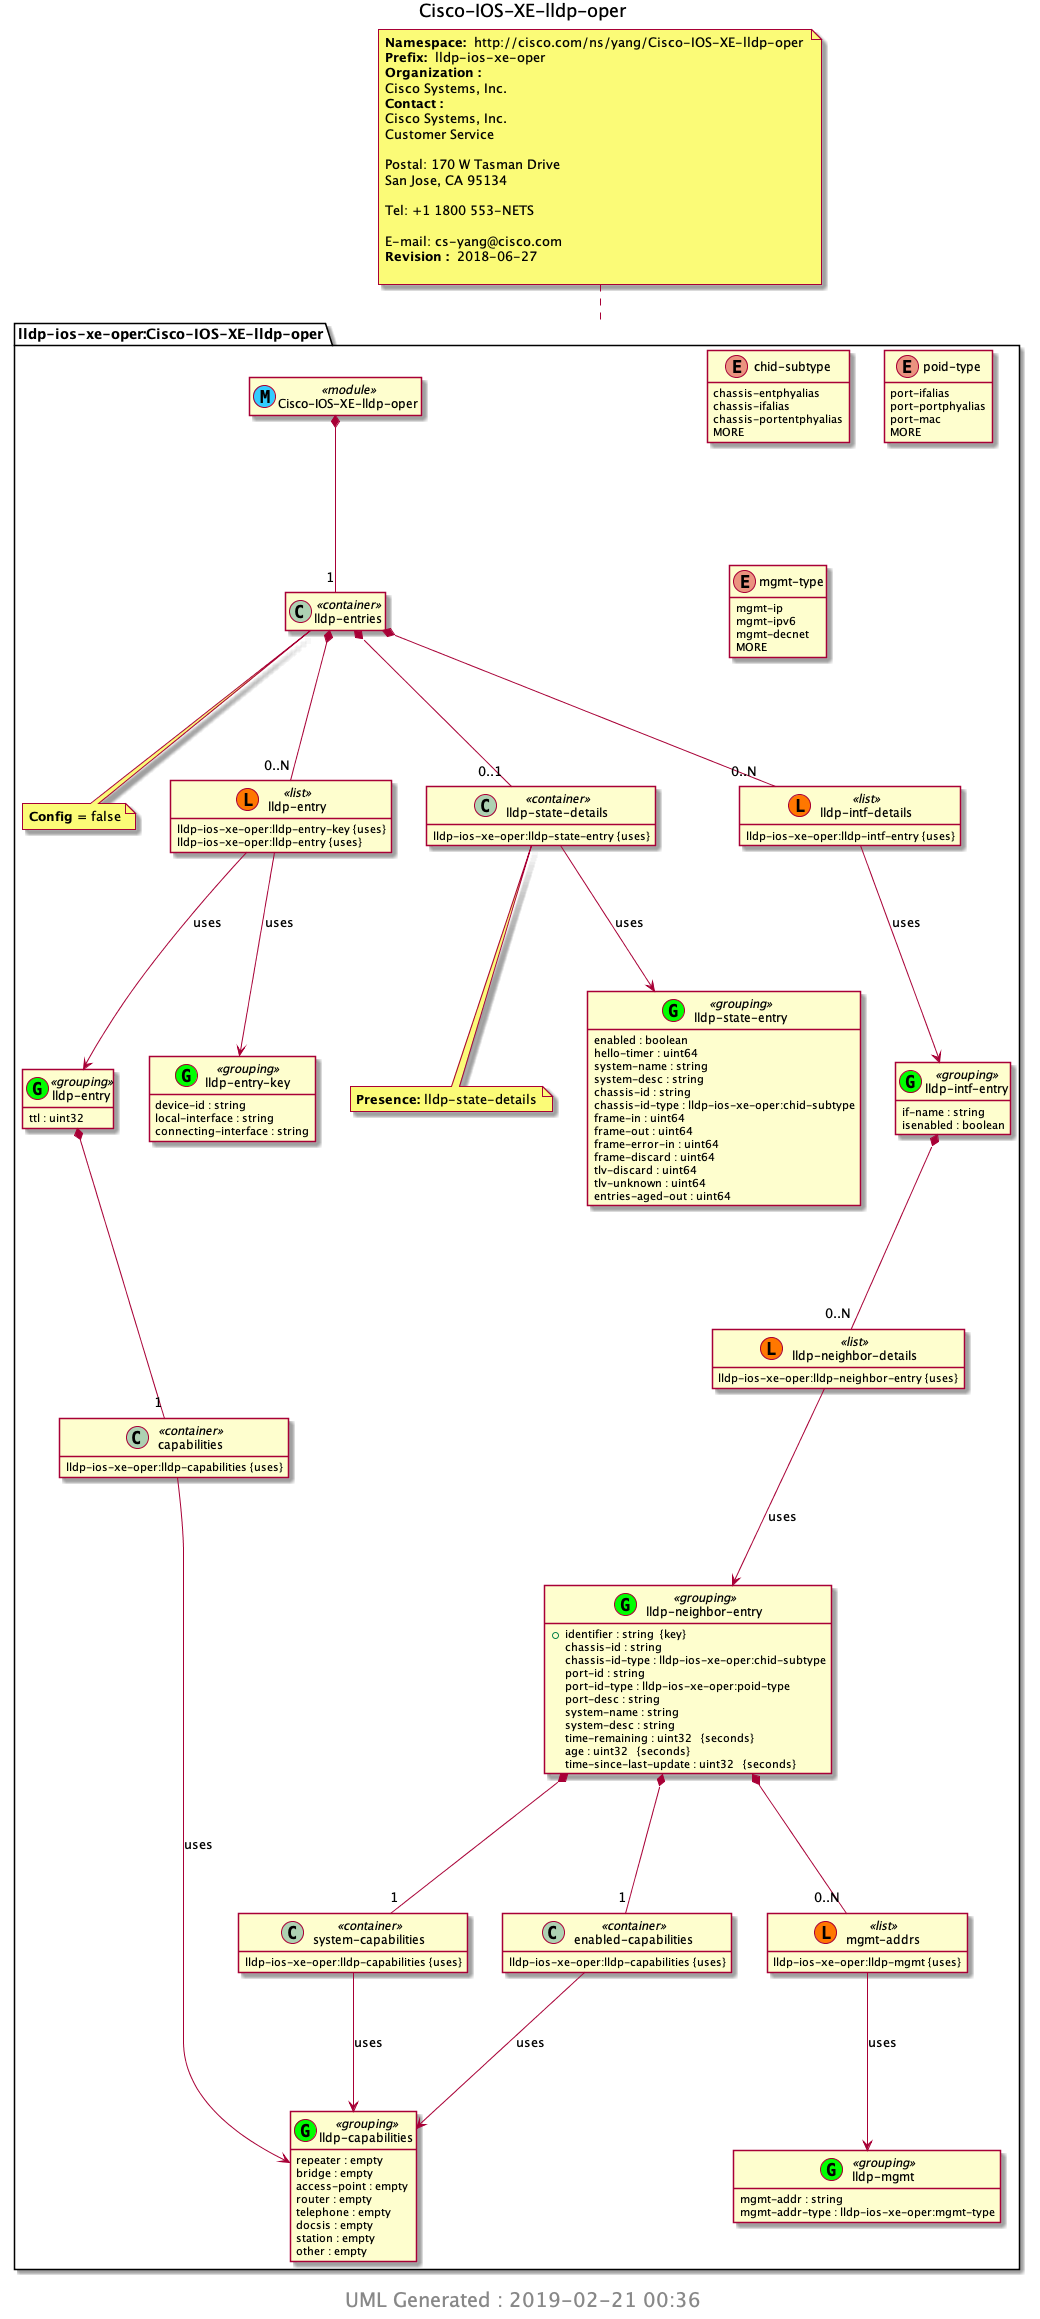 Cisco-IOS-XE-lldp-oper
Namespace: http://cisco.com/ns/yang/Cisco-IOS-XE-lldp-oper
Prefix: lldp-ios-xe-oper
Organization :
Cisco Systems, Inc.
Contact :
Cisco Systems, Inc.
Customer Service
Postal: 170 W Tasman Drive
San Jose, CA 95134
Tel: +1 1800 553-NETS
E-mail: cs-yang@cisco.com
Revision : 2018-06-27
lldp-ios-xe-oper:Cisco-IOS-XE-lldp-oper
M
«module»
Cisco-IOS-XE-lldp-oper
E chid-subtype
chassis-entphyalias
chassis-ifalias
chassis-portentphyalias
MORE
E poid-type
port-ifalias
port-portphyalias
port-mac
MORE
1
C
«container»
lldp-entries
E mgmt-type
mgmt-ip
mgmt-ipv6
mgmt-decnet
MORE
0..N
0..1
0..N
Config = false
L
«list»
lldp-entry
lldp-ios-xe-oper:lldp-entry-key {uses}
lldp-ios-xe-oper:lldp-entry {uses}
C
«container»
lldp-state-details
lldp-ios-xe-oper:lldp-state-entry {uses}
L
«list»
lldp-intf-details
lldp-ios-xe-oper:lldp-intf-entry {uses}
uses
uses
uses
uses
G
«grouping»
lldp-entry
ttl : uint32
G
«grouping»
lldp-entry-key
device-id : string
local-interface : string
connecting-interface : string
Presence: lldp-state-details
G
«grouping»
lldp-state-entry
enabled : boolean
hello-timer : uint64
system-name : string
system-desc : string
chassis-id : string
chassis-id-type : lldp-ios-xe-oper:chid-subtype
frame-in : uint64
frame-out : uint64
frame-error-in : uint64
frame-discard : uint64
tlv-discard : uint64
tlv-unknown : uint64
entries-aged-out : uint64
G
«grouping»
lldp-intf-entry
if-name : string
isenabled : boolean
0..N
L
«list»
lldp-neighbor-details
lldp-ios-xe-oper:lldp-neighbor-entry {uses}
1
C
«container»
capabilities
lldp-ios-xe-oper:lldp-capabilities {uses}
uses
G
«grouping»
lldp-neighbor-entry
identifier : string {key}
chassis-id : string
chassis-id-type : lldp-ios-xe-oper:chid-subtype
port-id : string
port-id-type : lldp-ios-xe-oper:poid-type
port-desc : string
system-name : string
system-desc : string
time-remaining : uint32 {seconds}
age : uint32 {seconds}
time-since-last-update : uint32 {seconds}
uses
1
1
0..N
C
«container»
system-capabilities
lldp-ios-xe-oper:lldp-capabilities {uses}
C
«container»
enabled-capabilities
lldp-ios-xe-oper:lldp-capabilities {uses}
L
«list»
mgmt-addrs
lldp-ios-xe-oper:lldp-mgmt {uses}
uses
uses
uses
G
«grouping»
lldp-capabilities
repeater : empty
bridge : empty
access-point : empty
router : empty
telephone : empty
docsis : empty
station : empty
other : empty
G
«grouping»
lldp-mgmt
mgmt-addr : string
mgmt-addr-type : lldp-ios-xe-oper:mgmt-type
UML Generated : 2019-02-21 00:36